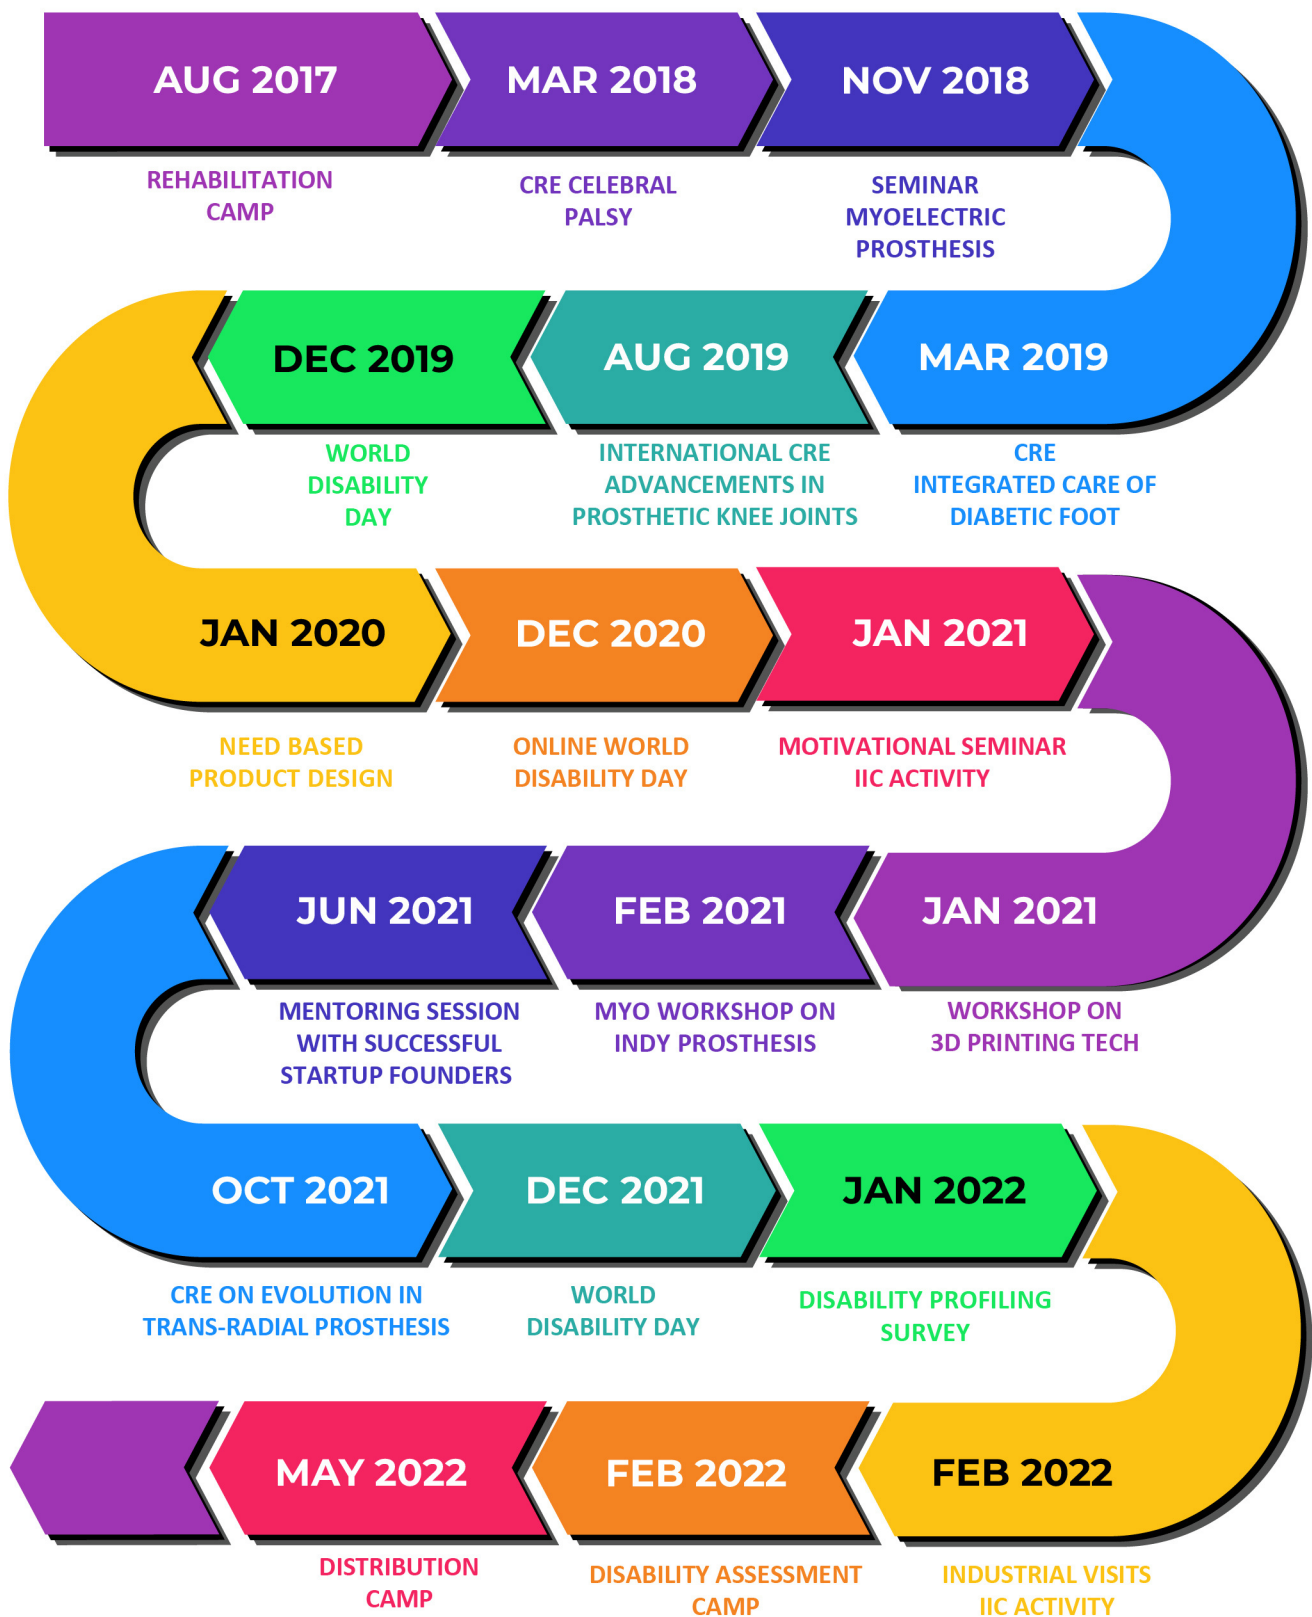 AUG 2017
REHABILITATION
CAMP
MAR 2018
CRE CELEBRAL
PALSY
NOV 2018
SEMINAR
MYOELECTRIC
PROSTHESIS
MAR 2019
CRE
INTEGRATED CARE OF
DIABETIC FOOT
AUG 2019
INTERNATIONAL CRE
ADVANCEMENTS IN
PROSTHETIC KNEE JOINTS
DEC 2019
WORLD
DISABILITY
DAY
JAN 2020
NEED BASED
PRODUCT DESIGN
DEC 2020
ONLINE WORLD
DISABILITY DAY
JAN 2021
MOTIVATIONAL SEMINAR
IIC ACTIVITY
JAN 2021
WORKSHOP ON
3D PRINTING TECH
FEB 2021
MYO WORKSHOP ON
INDY PROSTHESIS
JUN 2021
MENTORING SESSION
WITH SUCCESSFUL
STARTUP FOUNDERS
OCT 2021
CRE ON EVOLUTION IN
TRANS-RADIAL PROSTHESIS
DEC 2021
WORLD
DISABILITY DAY
JAN 2022
DISABILITY PROFILING
SURVEY
FEB 2022
INDUSTRIAL VISITS
IIC ACTIVITY
FEB 2022
DISABILITY ASSESSMENT
CAMP
MAY 2022
DISTRIBUTION
CAMP